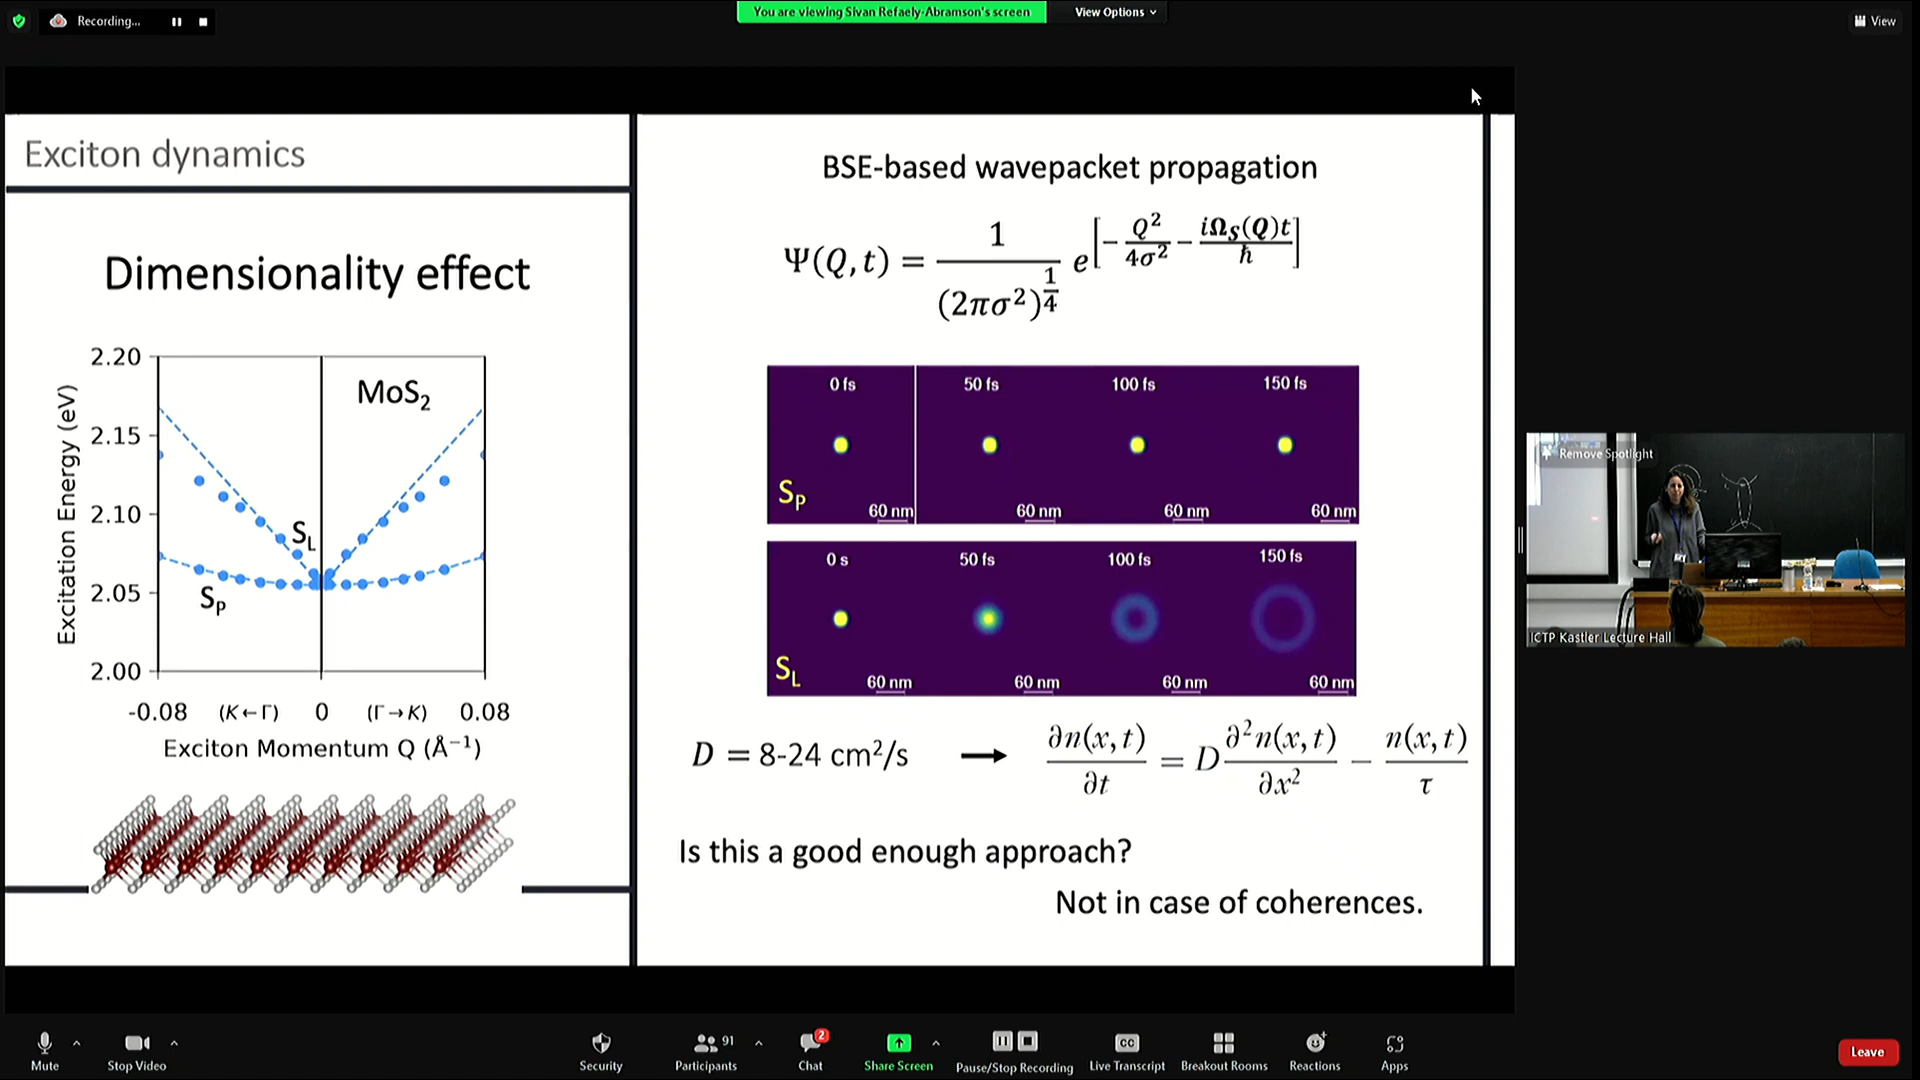 Recording...
You are viewing Sivan Refaely-Abramson's screen
View Options
View
Exciton dynamics
Dimensionality effect
2.20
2.15
2.10
2.05
2.00
Excitation Energy (eV)
MoS₂
S_L
S_P
-0.08 (K←Γ) 0 (Γ→K) 0.08
Exciton Momentum Q (Å⁻¹)
BSE-based wavepacket propagation
Ψ(Q, t) = 1/(2πσ²)^(1/4) e^[−Q²/4σ² − iΩ_S(Q)t/ħ]
0 fs 50 fs 100 fs 150 fs
S_P
60 nm 60 nm 60 nm 60 nm
0 s 50 fs 100 fs 150 fs
S_L
60 nm 60 nm 60 nm 60 nm
D = 8-24 cm²/s → ∂n(x, t)/∂t = D ∂²n(x, t)/∂x² − n(x, t)/τ
Is this a good enough approach?
Not in case of coherences.
Remove Spotlight
ICTP Kastler Lecture Hall
Mute
Stop Video
Security
91
Participants
2
Chat
Share Screen
Pause/Stop Recording
CC
Live Transcript
Breakout Rooms
Reactions
Apps
Leave